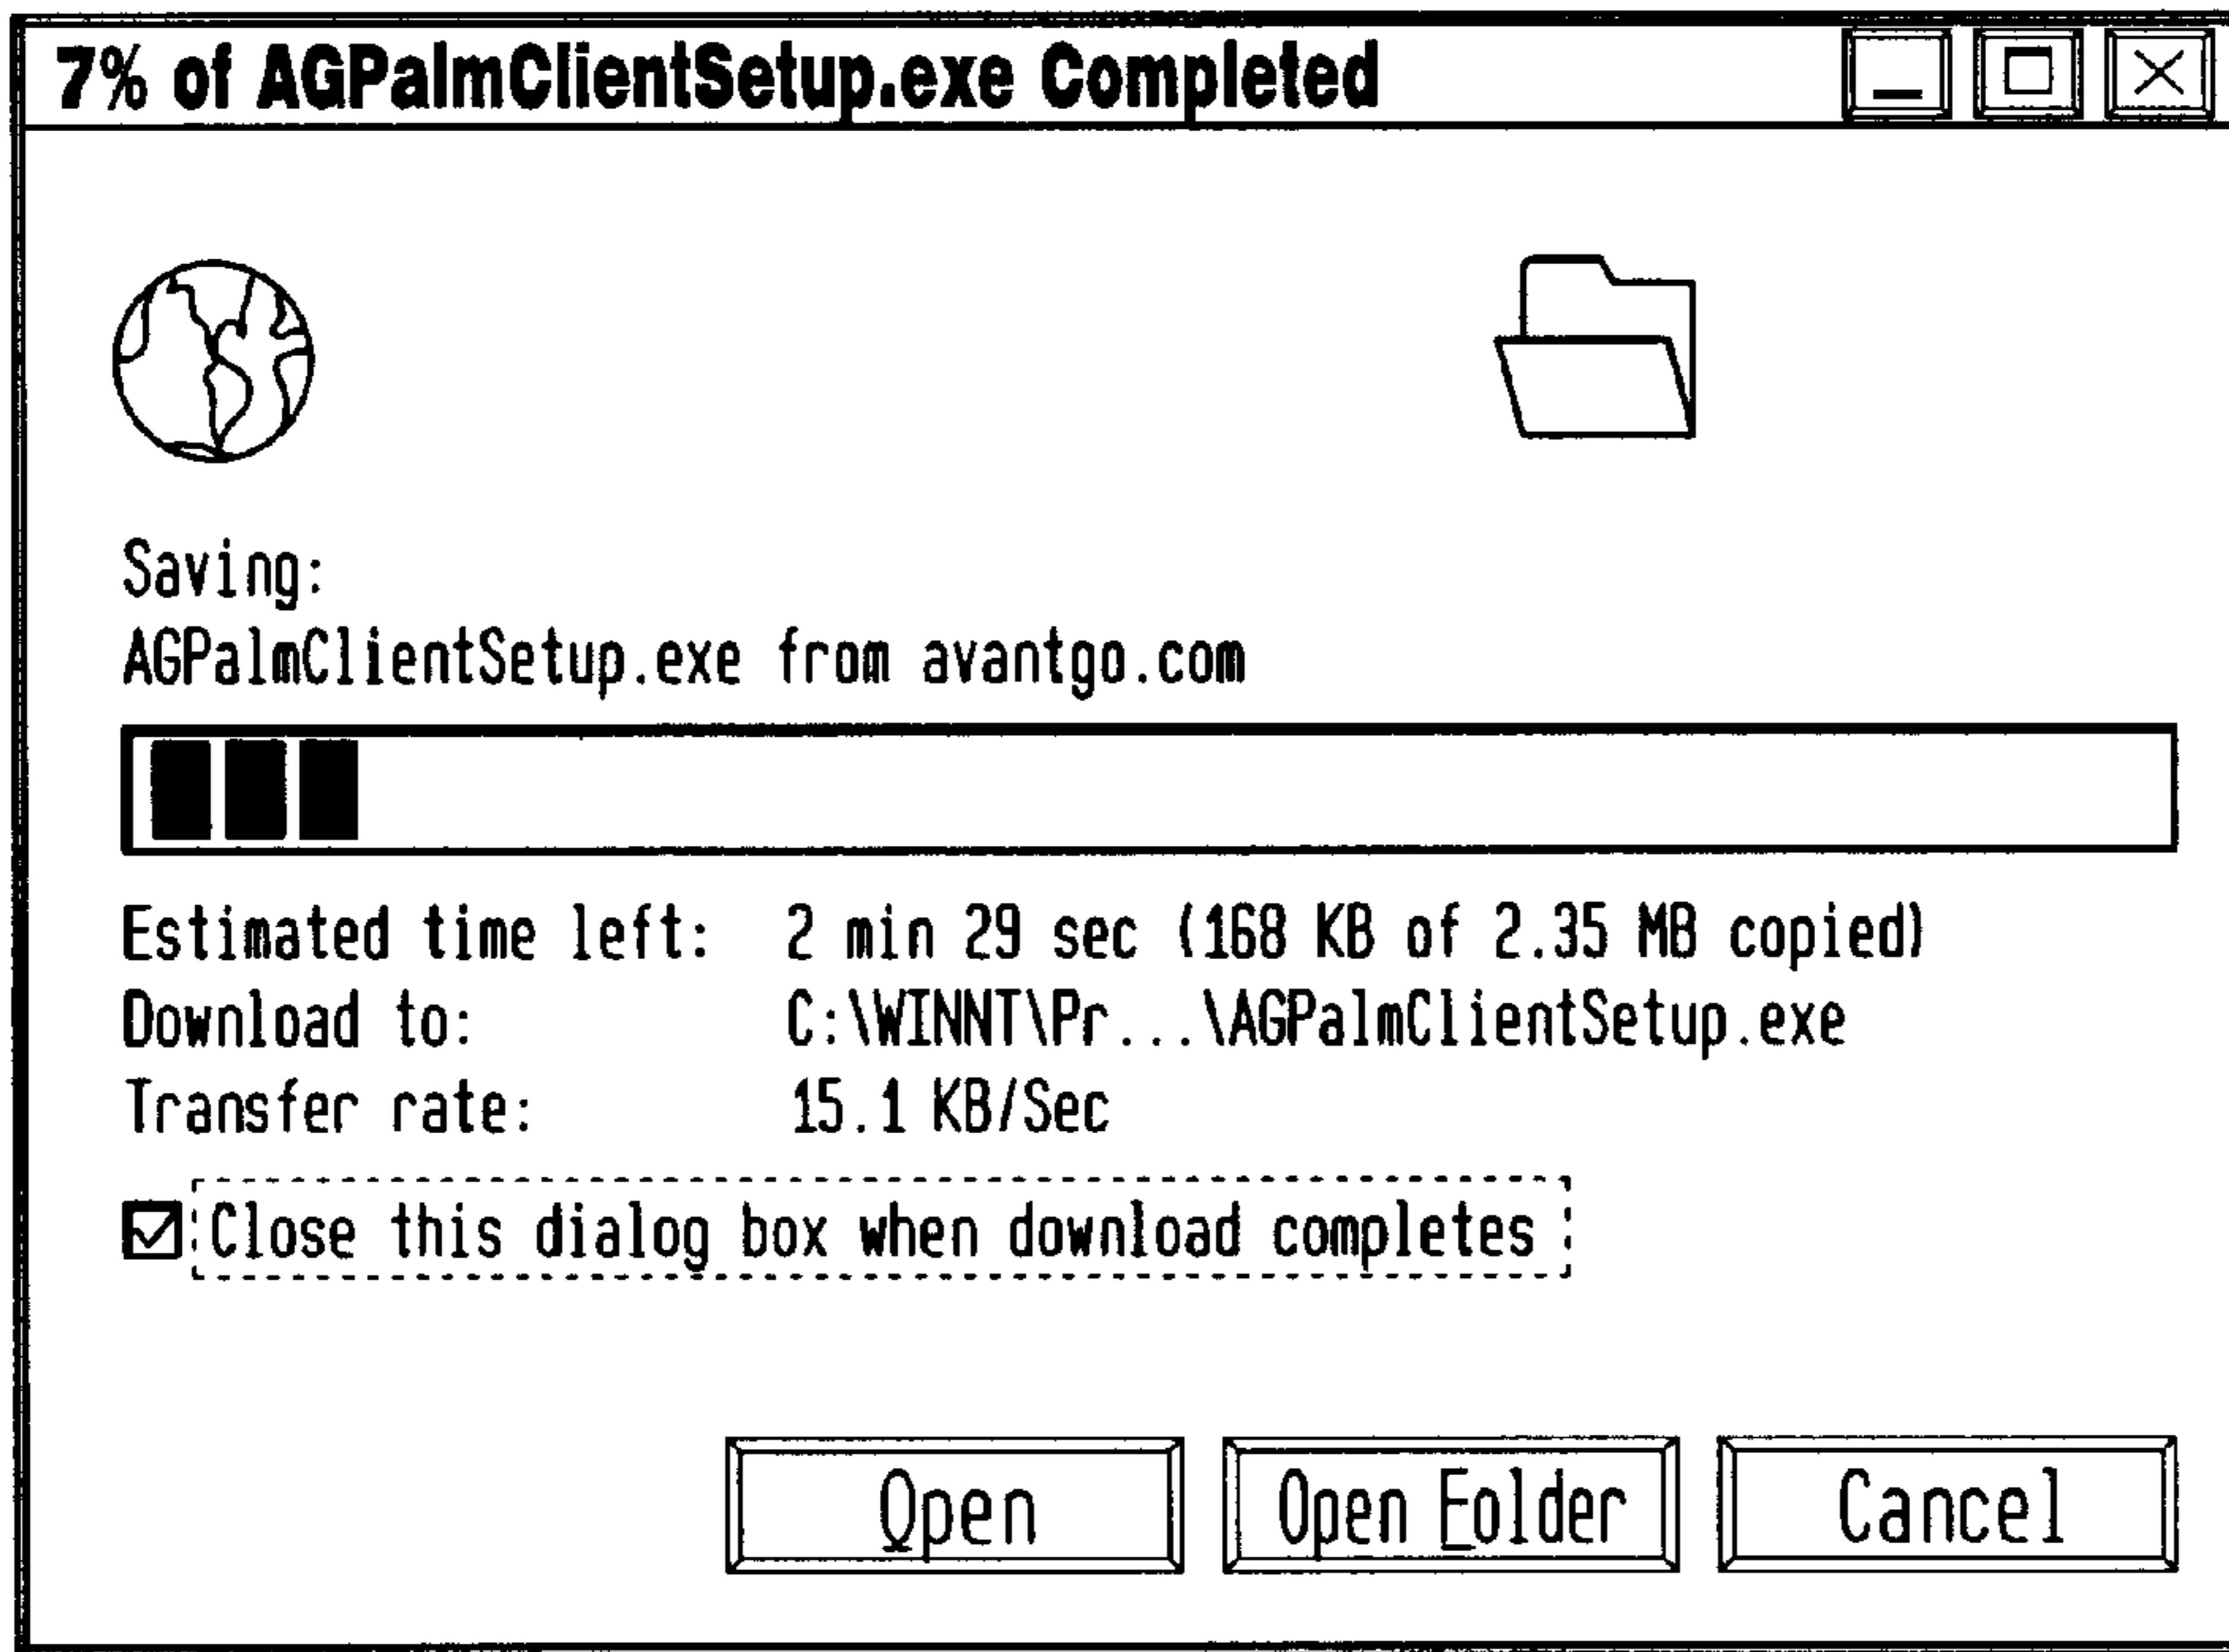 7% of AGPalmClientSetup.exe Completed
Saving:
AGPalmClientSetup.exe from avantgo.com
Estimated time left: 2 min 29 sec (168 KB of 2.35 MB copied)
Download to: C:\WINNT\Pr...\AGPalmClientSetup.exe
Transfer rate: 15.1 KB/Sec
Close this dialog box when download completes
Open Open Folder Cancel